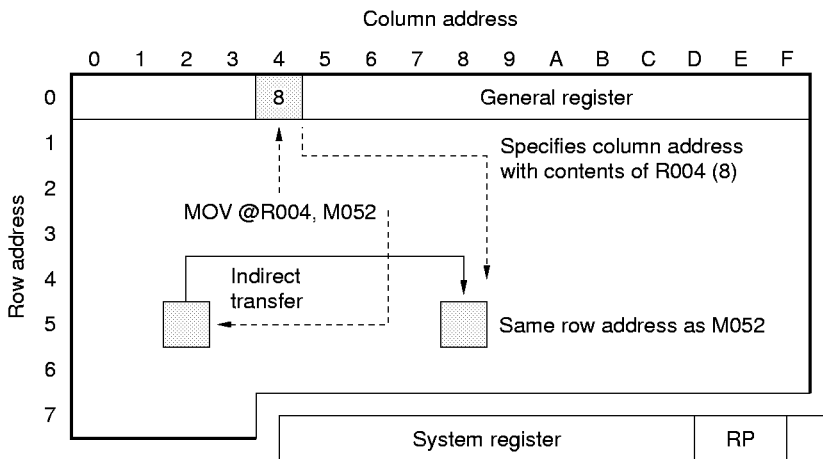 Column address
0 1 2 3 4 5 6 7 8 9 A B C D E F
0 8 General register
1 Specifies column address
with contents of R004 (8)
2
MOV @R004, M052
3
4 Indirect
transfer
5 Same row address as M052
6
7 System register RP
Row address